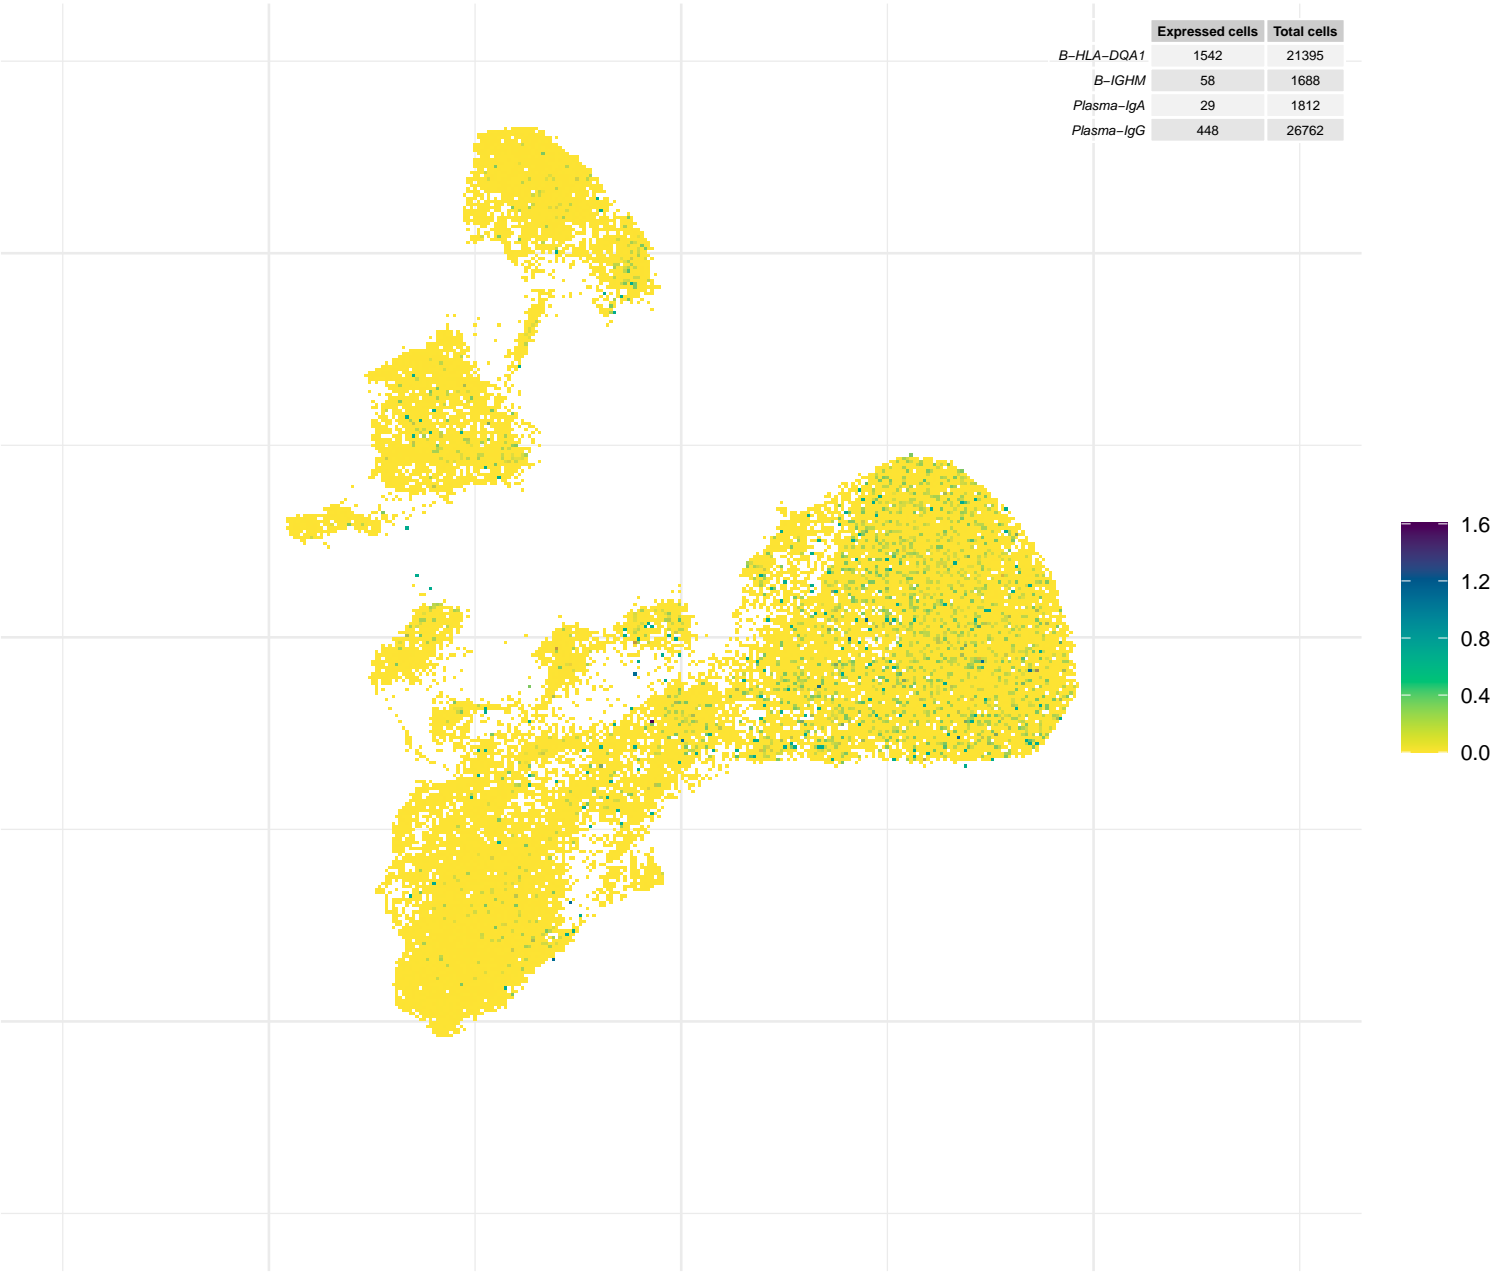 Expressed cells Total cells
B−HLA−DQA1 1542 21395
B−IGHM 58 1688
Plasma−IgA 29 1812
Plasma−IgG 448 26762
1.6
1.2
0.8
0.4
0.0